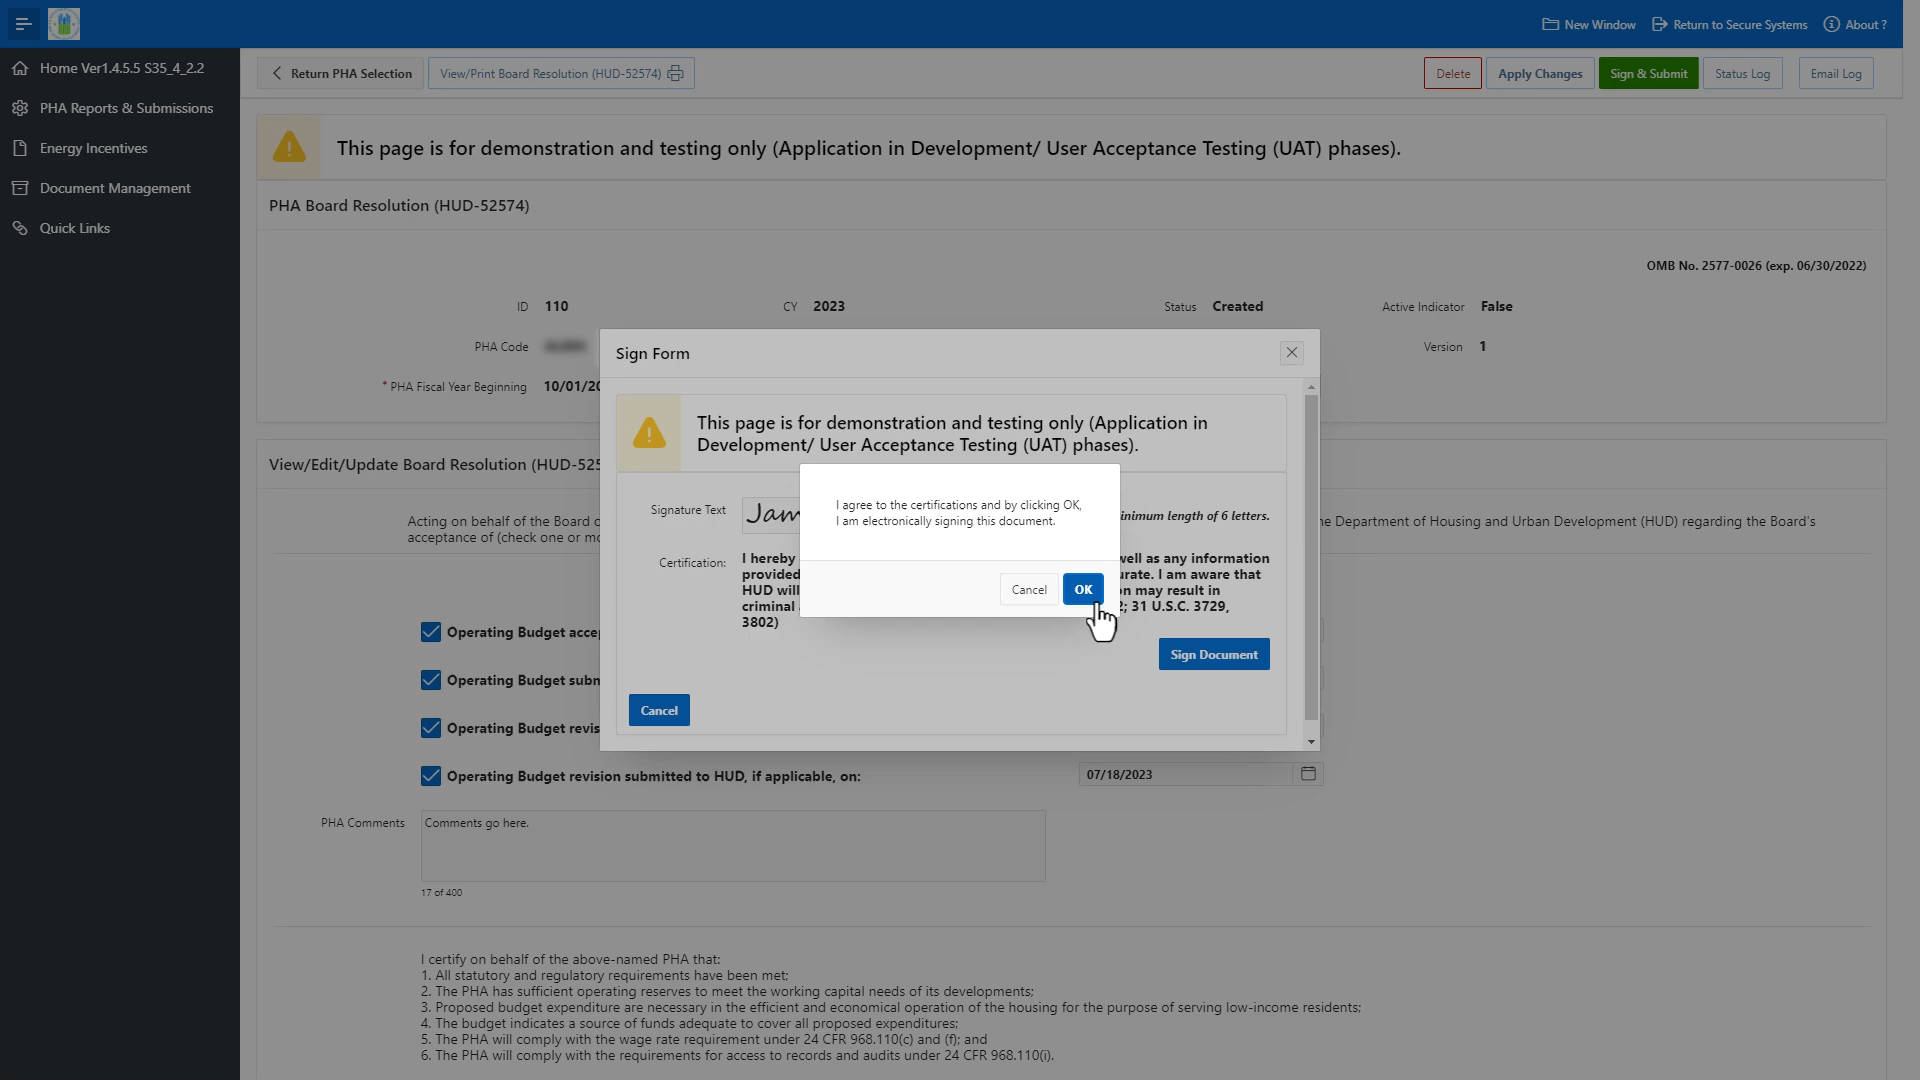 New Window
Return to Secure Systems
About ?
Home Ver1.4.5.5 S35_4_2.2
PHA Reports & Submissions
Energy Incentives
Document Management
Quick Links
Return PHA Selection
View/Print Board Resolution (HUD-52574)
Delete
Apply Changes
Sign & Submit
Status Log
Email Log
This page is for demonstration and testing only (Application in Development/ User Acceptance Testing (UAT) phases).
PHA Board Resolution (HUD-52574)
OMB No. 2577-0026 (exp. 06/30/2022)
ID 110
CY 2023
Status Created
Active Indicator False
PHA Code
Version 1
* PHA Fiscal Year Beginning 10/01/20
Sign Form
This page is for demonstration and testing only (Application in
Development/ User Acceptance Testing (UAT) phases).
Signature Text Jam
inimum length of 6 letters.
I agree to the certifications and by clicking OK,
I am electronically signing this document.
Cancel
OK
Certification: I hereby well as any information
provided urate. I am aware that
HUD will on may result in
criminal 2; 31 U.S.C. 3729,
3802)
Sign Document
Cancel
View/Edit/Update Board Resolution (HUD-525
Acting on behalf of the Board o he Department of Housing and Urban Development (HUD) regarding the Board's
acceptance of (check one or mo
Operating Budget acce
Operating Budget subm
Operating Budget revis
Operating Budget revision submitted to HUD, if applicable, on: 07/18/2023
PHA Comments Comments go here.
17 of 400
I certify on behalf of the above-named PHA that:
1. All statutory and regulatory requirements have been met;
2. The PHA has sufficient operating reserves to meet the working capital needs of its developments;
3. Proposed budget expenditure are necessary in the efficient and economical operation of the housing for the purpose of serving low-income residents;
4. The budget indicates a source of funds adequate to cover all proposed expenditures;
5. The PHA will comply with the wage rate requirement under 24 CFR 968.110(c) and (f); and
6. The PHA will comply with the requirements for access to records and audits under 24 CFR 968.110(i).